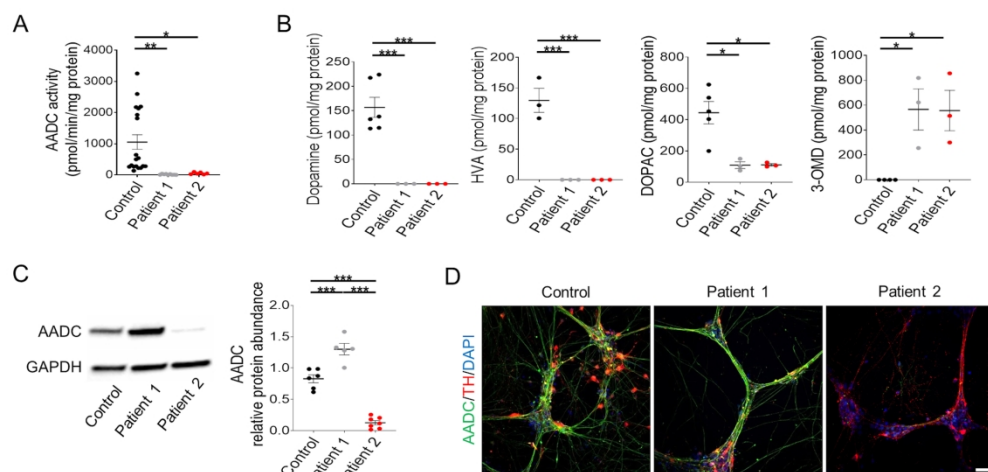 A
AADC activity
(pmol/min/mg protein)
4000
3000
2000
1000
0
*
**
Control
Patient 1
Patient 2
B
Dopamine (pmol/mg protein)
250
200
150
100
50
0
***
***
Control
Patient 1
Patient 2
HVA (pmol/mg protein)
200
150
100
50
0
***
***
Control
Patient 1
Patient 2
DOPAC (pmol/mg protein)
800
600
400
200
0
*
*
Control
Patient 1
Patient 2
3-OMD (pmol/mg protein)
1000
800
600
400
200
0
*
*
Control
Patient 1
Patient 2
C
AADC
GAPDH
Control
Patient 1
Patient 2
AADC
relative protein abundance
2.0
1.5
1.0
0.5
0.0
***
*** ***
Control
Patient 1
Patient 2
D
AADC/TH/DAPI
Control
Patient 1
Patient 2